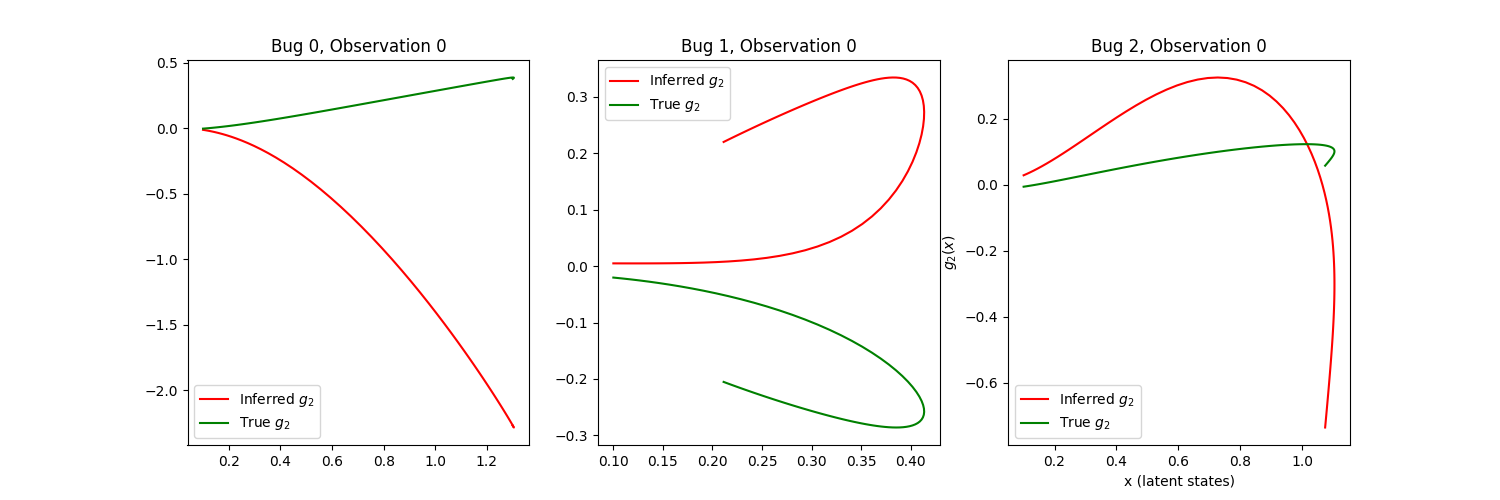 Bug 0, Observation 0
0.5
0.0
−0.5
−1.0
−1.5
−2.0
Inferred g₂
True g₂
0.2 0.4 0.6 0.8 1.0 1.2
Bug 1, Observation 0
Inferred g₂
True g₂
0.3
0.2
0.1
0.0
−0.1
−0.2
−0.3
0.10 0.15 0.20 0.25 0.30 0.35 0.40
Bug 2, Observation 0
g₂(x)
0.2
0.0
−0.2
−0.4
−0.6
Inferred g₂
True g₂
0.2 0.4 0.6 0.8 1.0
x (latent states)